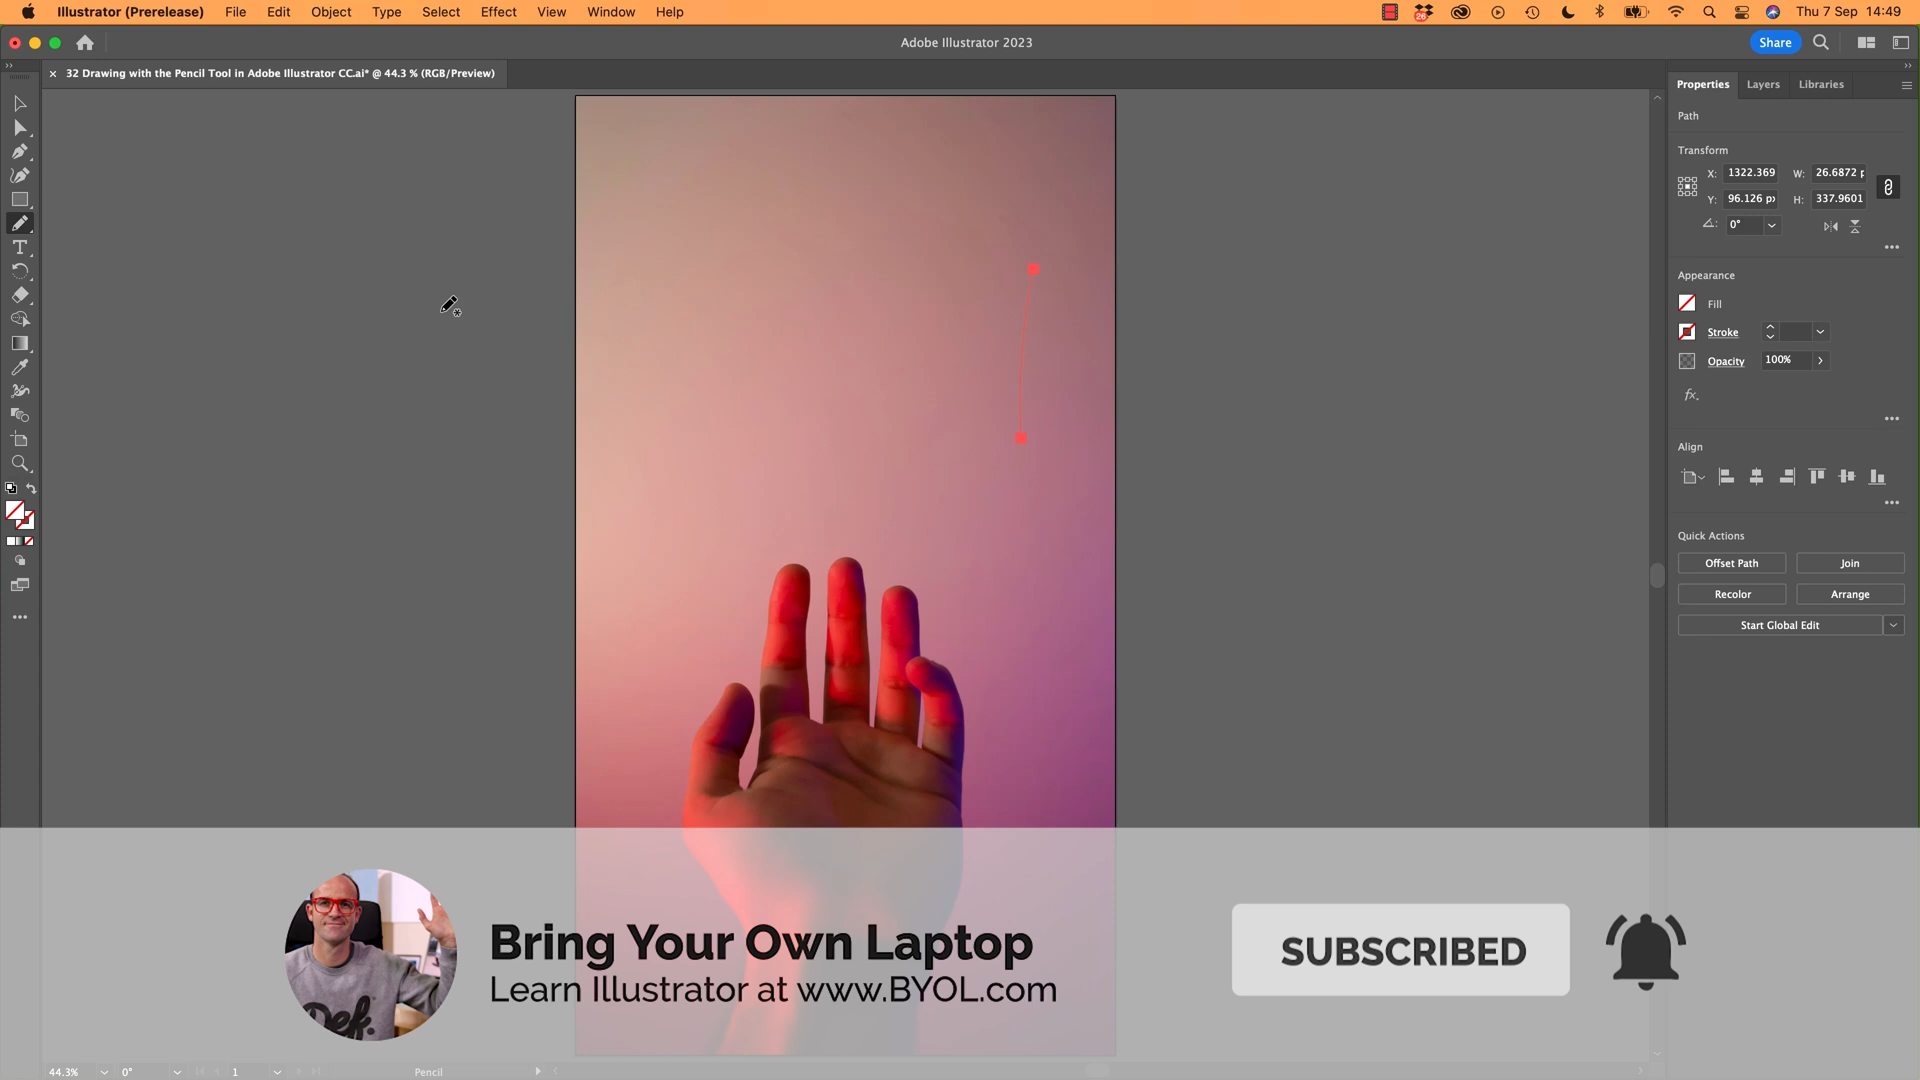 Illustrator (Prerelease) File Edit Object Type Select Effect View Window Help
26
Thu 7 Sep 14:49
Adobe Illustrator 2023
Share
32 Drawing with the Pencil Tool in Adobe Illustrator CC.ai* @ 44.3 % (RGB/Preview)
Properties Layers Libraries
Path
Transform
X: 1322.369 W: 26.6872 p
Y: 96.126 px H: 337.9601
0°
Appearance
Fill
Stroke
Opacity 100%
fx.
Align
Quick Actions
Offset Path Join
Recolor Arrange
Start Global Edit
Def.
Bring Your Own Laptop
Learn Illustrator at www.BYOL.com
SUBSCRIBED
44.3% 0° 1 Pencil